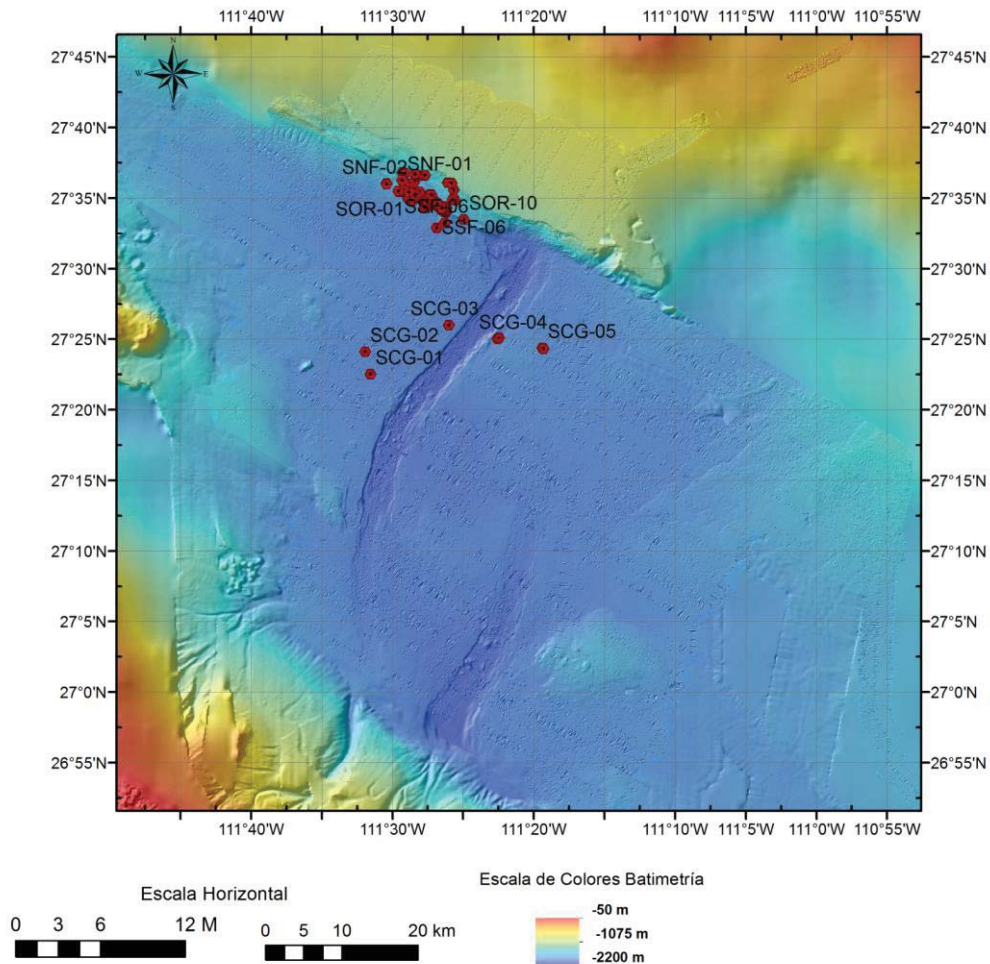 111°40'W 111°30'W 111°20'W 111°10'W 111°5'W 111°0'W 110°55'W
N
W E
S
27°45'N 27°45'N
27°40'N 27°40'N
SNF-02 SNF-01
27°35'N 27°35'N
SOR-01 SOR-10
SSF-06
27°30'N 27°30'N
SCG-03
SCG-02 SCG-04 SCG-05
27°25'N 27°25'N
SCG-01
27°20'N 27°20'N
27°15'N 27°15'N
27°10'N 27°10'N
27°5'N 27°5'N
27°0'N 27°0'N
26°55'N 26°55'N
111°40'W 111°30'W 111°20'W 111°10'W 111°5'W 111°0'W 110°55'W
Escala Horizontal
0 3 6 12 M
0 5 10 20 km
Escala de Colores Batimetría
-50 m
-1075 m
-2200 m